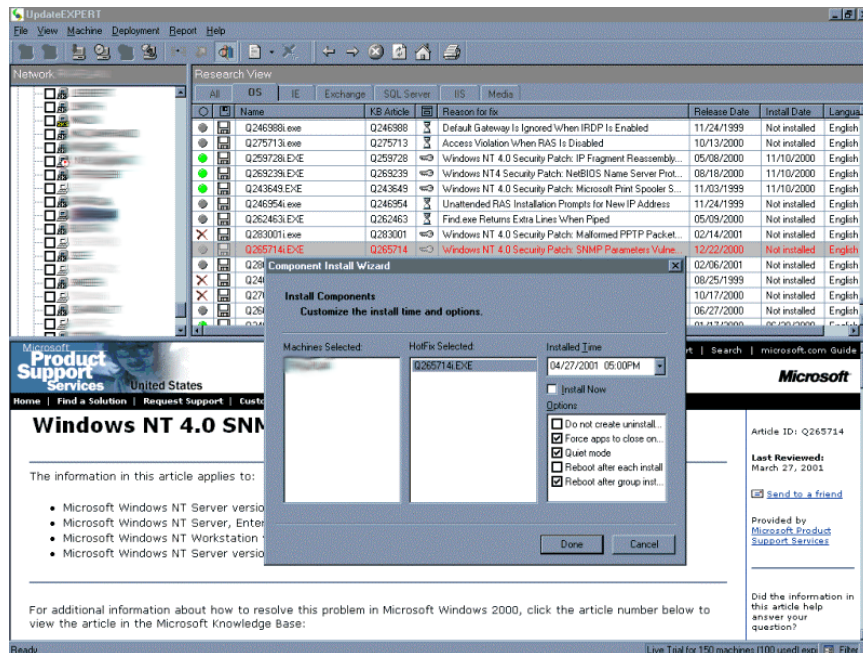 UpdateEXPERT
File View Machine Deployment Report Help
Network
Research View
All OS IE Exchange SQL Server IIS Media
Name KB Article Reason for fix Release Date Install Date Langua
Q246988i.exe Q246988 Default Gateway Is Ignored When IRDP Is Enabled 11/24/1999 Not installed English
Q275713i.exe Q275713 Access Violation When RAS Is Disabled 10/13/2000 Not installed English
Q259728i.EXE Q259728 Windows NT 4.0 Security Patch: IP Fragment Reassembly... 05/08/2000 11/10/2000 English
Q269239i.EXE Q269239 Windows NT4 Security Patch: NetBIOS Name Server Prot... 08/18/2000 11/10/2000 English
Q243649.EXE Q243649 Windows NT 4.0 Security Patch: Microsoft Print Spooler S... 11/03/1999 11/10/2000 English
Q246954i.exe Q246954 Unattended RAS Installation Prompts for New IP Address 11/24/1999 Not installed English
Q262463i.exe Q262463 Find.exe Returns Extra Lines When Piped 05/09/2000 Not installed English
Q283001i.exe Q283001 Windows NT 4.0 Security Patch: Malformed PPTP Packet... 02/14/2001 Not installed English
Q265714i.EXE Q265714 Windows NT 4.0 Security Patch: SNMP Parameters Vulne... 12/22/2000 Not installed English
02/06/2001 Not installed English
08/25/1999 Not installed English
10/17/2000 Not installed English
06/27/2000 Not installed English
Component Install Wizard
Install Components
Customize the install time and options.
Machines Selected: HotFix Selected: Installed Time
Q265714i.EXE 04/27/2001 05:00PM
Install Now
Options
Do not create uninstall...
Force apps to close on...
Quiet mode
Reboot after each install
Reboot after group inst...
Done Cancel
Microsoft
Product
Support
Services United States
Search | microsoft.com Guide
Microsoft
Home | Find a Solution | Request Support | Custo
Windows NT 4.0 SNM
The information in this article applies to:
Microsoft Windows NT Server versio
Microsoft Windows NT Server, Enter
Microsoft Windows NT Workstation
Microsoft Windows NT Server versio
For additional information about how to resolve this problem in Microsoft Windows 2000, click the article number below to
view the article in the Microsoft Knowledge Base:
Article ID: Q265714
Last Reviewed:
March 27, 2001
Send to a friend
Provided by
Microsoft Product
Support Services
Did the information in
this article help
answer your
question?
Ready
Live Trial for 150 machines (100 used) expi Filter